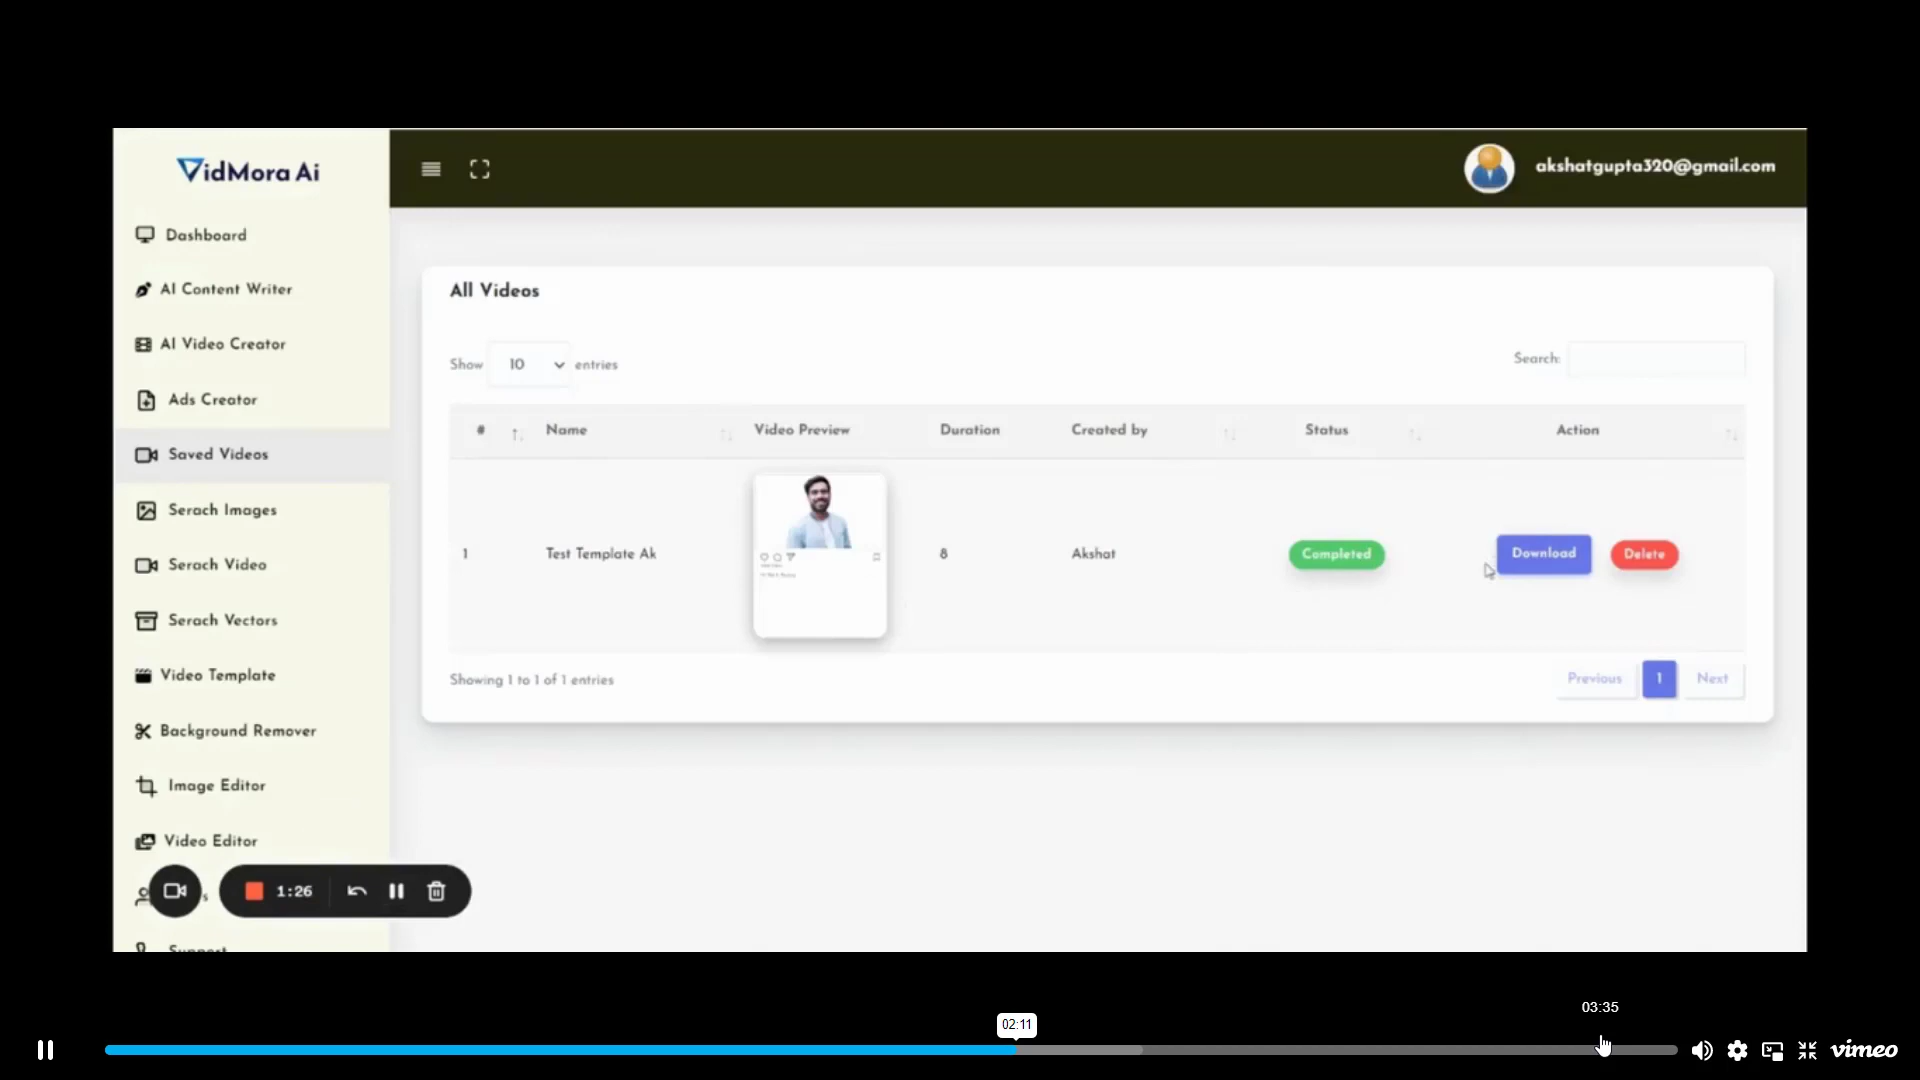 VidMora Ai
akshatgupta320@gmail.com
Dashboard
AI Content Writer
AI Video Creator
Ads Creator
Saved Videos
Serach Images
Serach Video
Serach Vectors
Video Template
Background Remover
Image Editor
Video Editor
s
Support
All Videos
Show 10 entries
Search:
# Name Video Preview Duration Created by Status Action
1 Test Template Ak 8 Akshat Completed Download Delete
Showing 1 to 1 of 1 entries
Previous 1 Next
1:26
03:35
02:11
vimeo